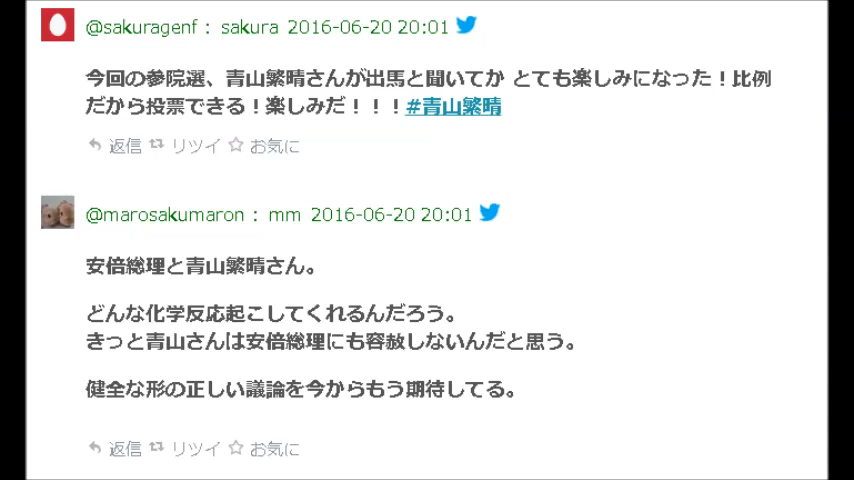 @sakuragenf : sakura 2016-06-20 20:01
今回の参院選、青山繁晴さんが出馬と聞いてか とても楽しみになった！比例
だから投票できる！楽しみだ！！！#青山繁晴
返信 リツイ お気に
@marosakumaron : mm 2016-06-20 20:01
安倍総理と青山繁晴さん。
どんな化学反応起こしてくれるんだろう。
きっと青山さんは安倍総理にも容赦しないんだと思う。
健全な形の正しい議論を今からもう期待してる。
返信 リツイ お気に